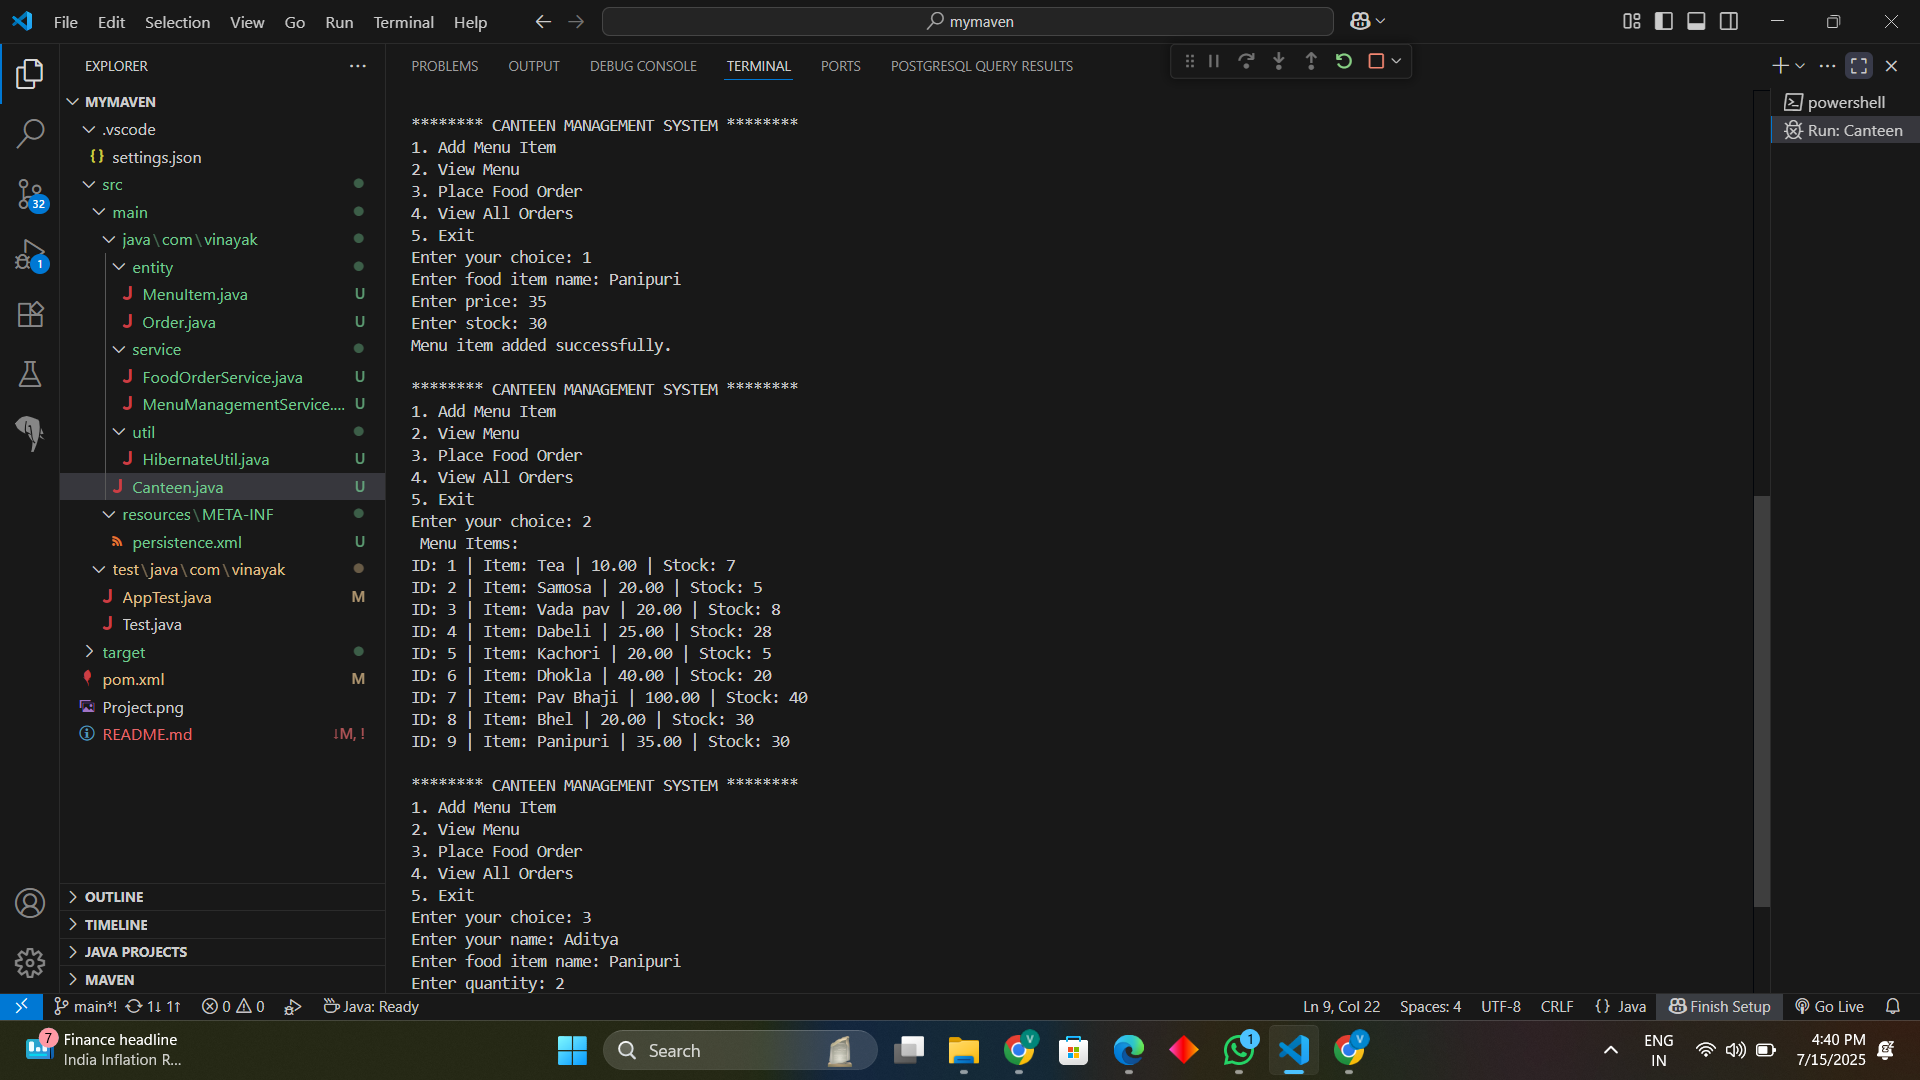 File Edit Selection View Go Run Terminal Help
mymaven
EXPLORER
MYMAVEN
.vscode
{} settings.json
src
main
java\com\vinayak
entity
MenuItem.java U
Order.java U
service
FoodOrderService.java U
MenuManagementService.... U
util
HibernateUtil.java U
Canteen.java U
resources\META-INF
persistence.xml U
test\java\com\vinayak
AppTest.java M
Test.java
target
pom.xml M
Project.png
README.md ↓M, !
OUTLINE
TIMELINE
JAVA PROJECTS
MAVEN
32
1
PROBLEMS OUTPUT DEBUG CONSOLE TERMINAL PORTS POSTGRESQL QUERY RESULTS
powershell
Run: Canteen
******** CANTEEN MANAGEMENT SYSTEM ********
1. Add Menu Item
2. View Menu
3. Place Food Order
4. View All Orders
5. Exit
Enter your choice: 1
Enter food item name: Panipuri
Enter price: 35
Enter stock: 30
Menu item added successfully.
******** CANTEEN MANAGEMENT SYSTEM ********
1. Add Menu Item
2. View Menu
3. Place Food Order
4. View All Orders
5. Exit
Enter your choice: 2
Menu Items:
ID: 1 | Item: Tea | 10.00 | Stock: 7
ID: 2 | Item: Samosa | 20.00 | Stock: 5
ID: 3 | Item: Vada pav | 20.00 | Stock: 8
ID: 4 | Item: Dabeli | 25.00 | Stock: 28
ID: 5 | Item: Kachori | 20.00 | Stock: 5
ID: 6 | Item: Dhokla | 40.00 | Stock: 20
ID: 7 | Item: Pav Bhaji | 100.00 | Stock: 40
ID: 8 | Item: Bhel | 20.00 | Stock: 30
ID: 9 | Item: Panipuri | 35.00 | Stock: 30
******** CANTEEN MANAGEMENT SYSTEM ********
1. Add Menu Item
2. View Menu
3. Place Food Order
4. View All Orders
5. Exit
Enter your choice: 3
Enter your name: Aditya
Enter food item name: Panipuri
Enter quantity: 2
main*! 1↓ 1↑ 0 0 Java: Ready
Ln 9, Col 22 Spaces: 4 UTF-8 CRLF {} Java Finish Setup Go Live
7
Finance headline
India Inflation R...
Search
V
1
V
ENG
IN
4:40 PM
7/15/2025